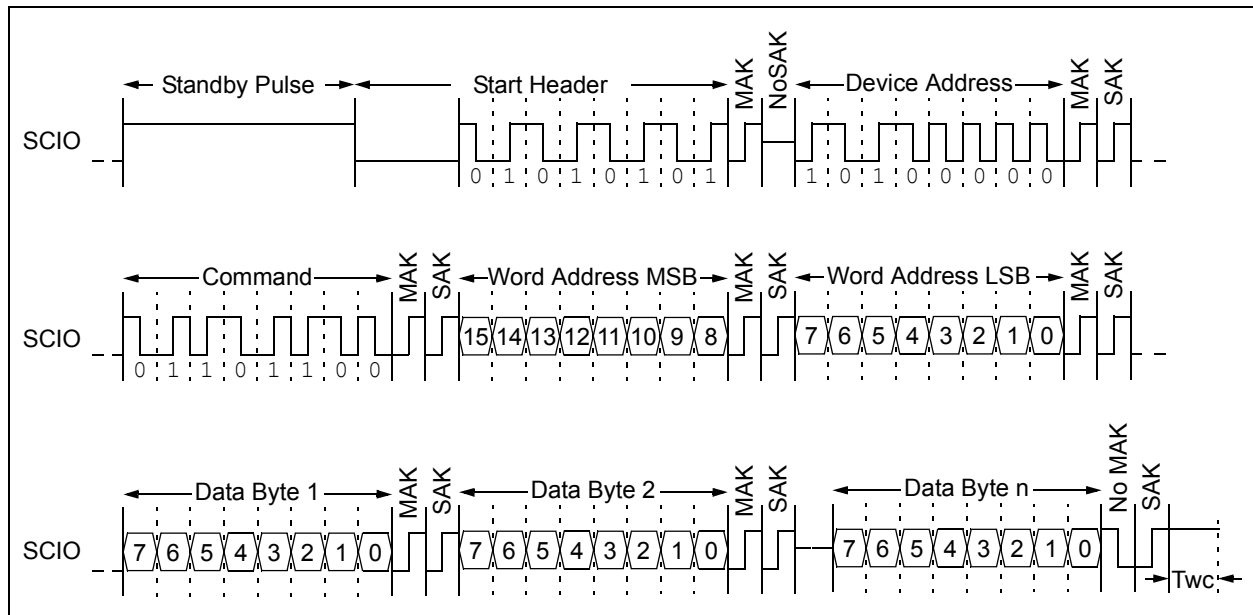 Standby Pulse Start Header MAK NoSAK Device Address MAK SAK
SCIO
0 1 0 1 0 1 0 1 1 0 1 0 0 0 0 0
Command MAK SAK Word Address MSB MAK SAK Word Address LSB MAK SAK
SCIO 15 14 13 12 11 10 9 8 7 6 5 4 3 2 1 0
0 1 1 0 1 1 0 0
Data Byte 1 MAK SAK Data Byte 2 MAK SAK Data Byte n No MAK SAK
SCIO 7 6 5 4 3 2 1 0 7 6 5 4 3 2 1 0 7 6 5 4 3 2 1 0
Twc